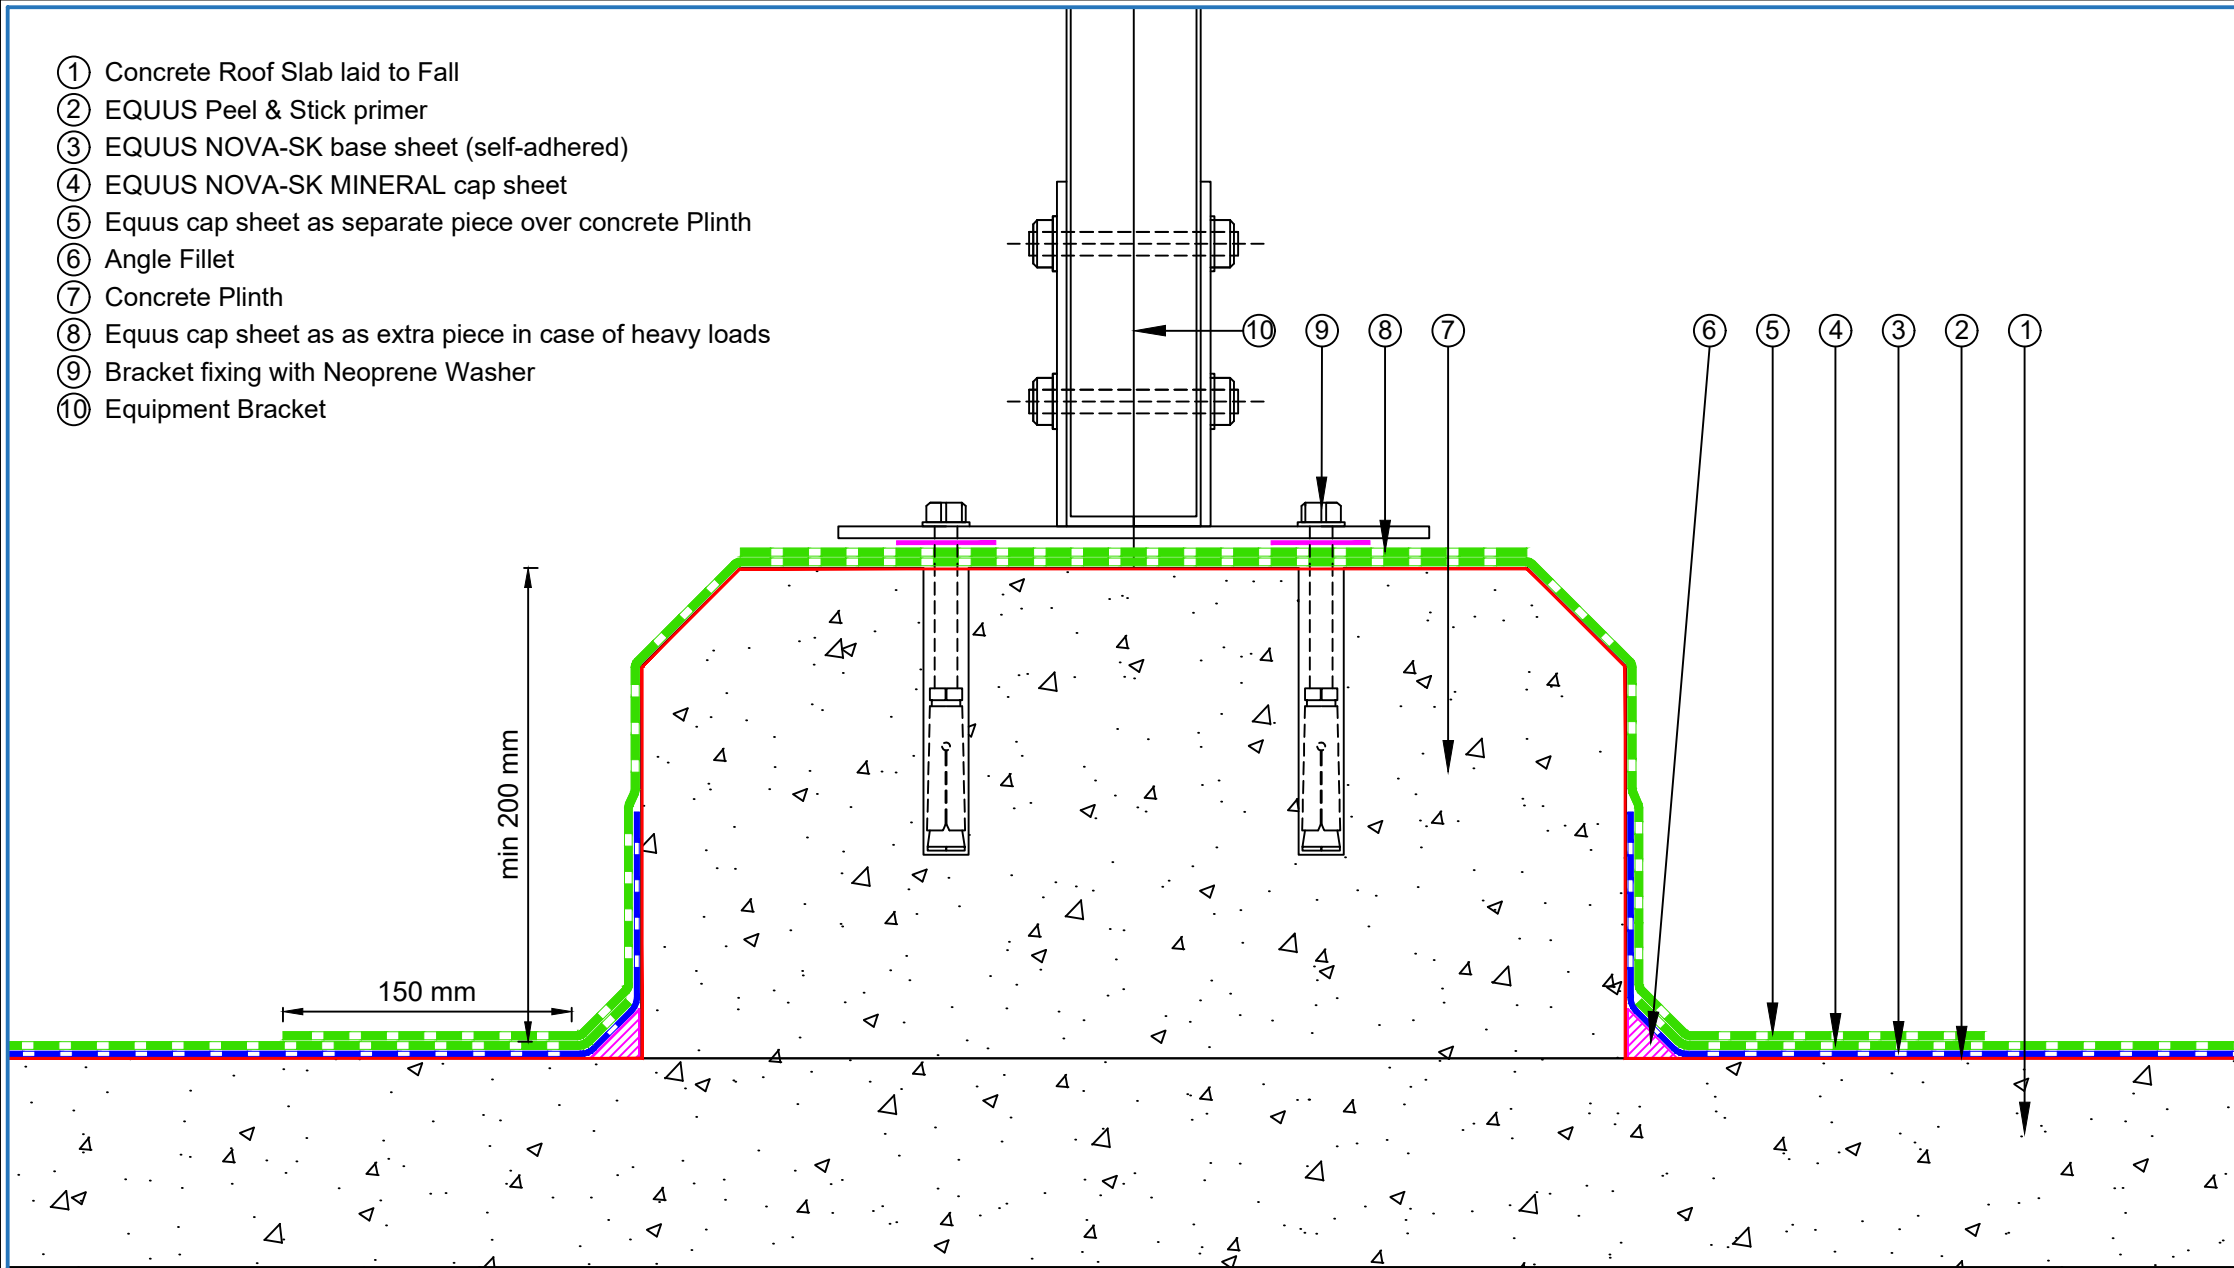 ① Concrete Roof Slab laid to Fall
② EQUUS Peel & Stick primer
③ EQUUS NOVA-SK base sheet (self-adhered)
④ EQUUS NOVA-SK MINERAL cap sheet
⑤ Equus cap sheet as separate piece over concrete Plinth
⑥ Angle Fillet
⑦ Concrete Plinth
⑧ Equus cap sheet as as extra piece in case of heavy loads
⑨ Bracket fixing with Neoprene Washer
⑩ Equipment Bracket
⑩ ⑨ ⑧ ⑦ ⑥ ⑤ ④ ③ ② ①
min 200 mm
150 mm